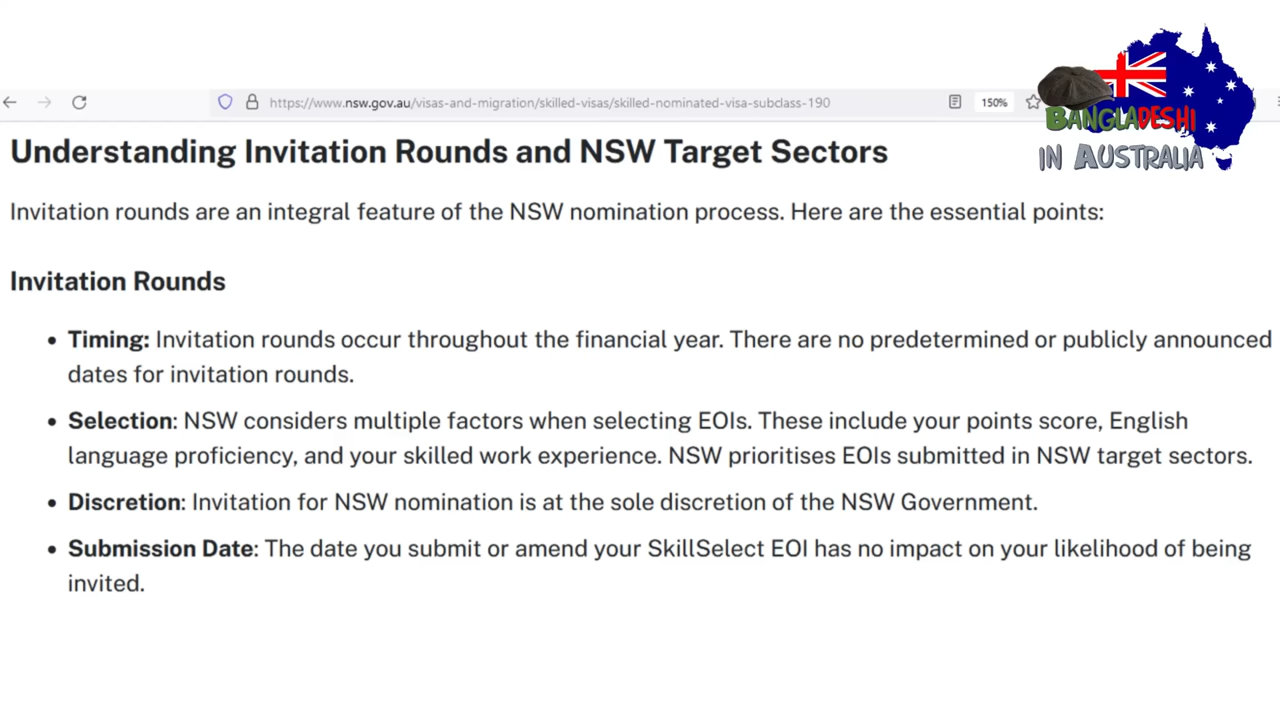 https://www.nsw.gov.au/visas-and-migration/skilled-visas/skilled-nominated-visa-subclass-190
150%
BANGLADESHI
IN AUSTRALIA
Understanding Invitation Rounds and NSW Target Sectors
Invitation rounds are an integral feature of the NSW nomination process. Here are the essential points:
Invitation Rounds
• Timing: Invitation rounds occur throughout the financial year. There are no predetermined or publicly announced
dates for invitation rounds.
• Selection: NSW considers multiple factors when selecting EOIs. These include your points score, English
language proficiency, and your skilled work experience. NSW prioritises EOIs submitted in NSW target sectors.
• Discretion: Invitation for NSW nomination is at the sole discretion of the NSW Government.
• Submission Date: The date you submit or amend your SkillSelect EOI has no impact on your likelihood of being
invited.